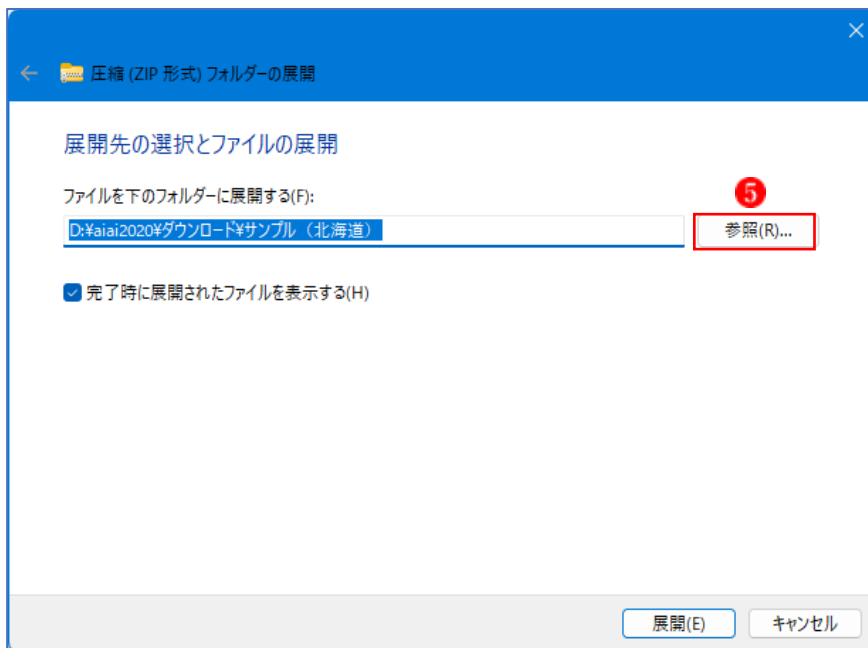 圧縮 (ZIP 形式) フォルダーの展開
展開先の選択とファイルの展開
ファイルを下のフォルダーに展開する(F):
5
D:¥aiai2020¥ダウンロード¥サンプル（北海道）
参照(R)...
完了時に展開されたファイルを表示する(H)
展開(E)
キャンセル